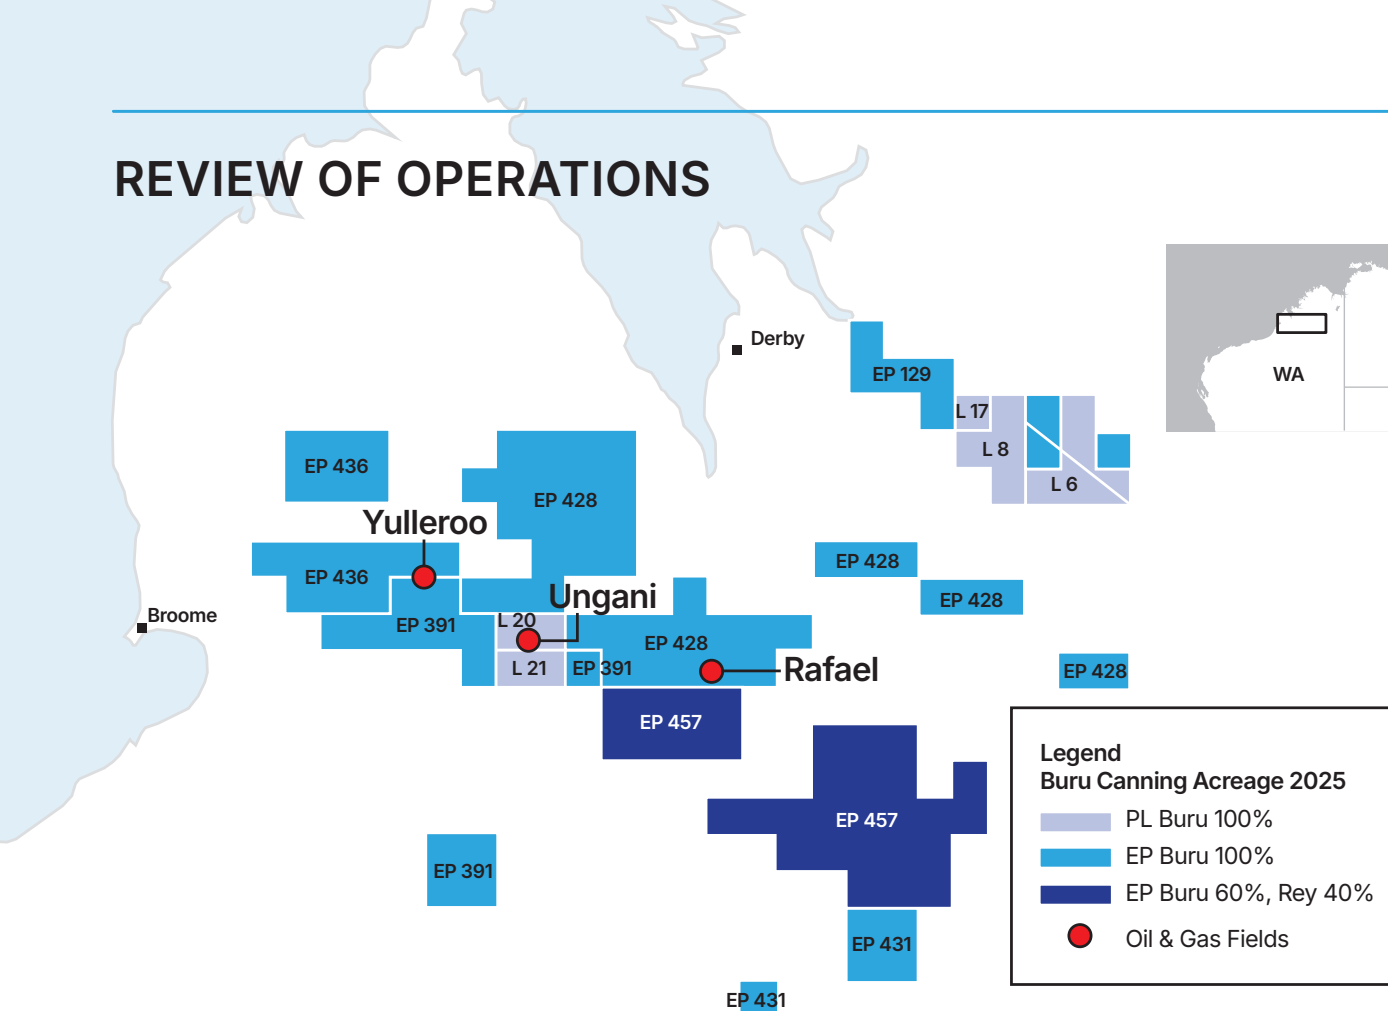 REVIEW OF OPERATIONS
Derby
WA
EP 129
L 17
L 8
L 6
EP 436
EP 428
Yulleroo
EP 436
EP 428
Ungani
EP 428
Broome
L 20
EP 391
EP 428
L 21
EP 391
Rafael
EP 428
EP 457
EP 457
EP 391
EP 431
EP 431
Legend
Buru Canning Acreage 2025
PL Buru 100%
EP Buru 100%
EP Buru 60%, Rey 40%
Oil & Gas Fields